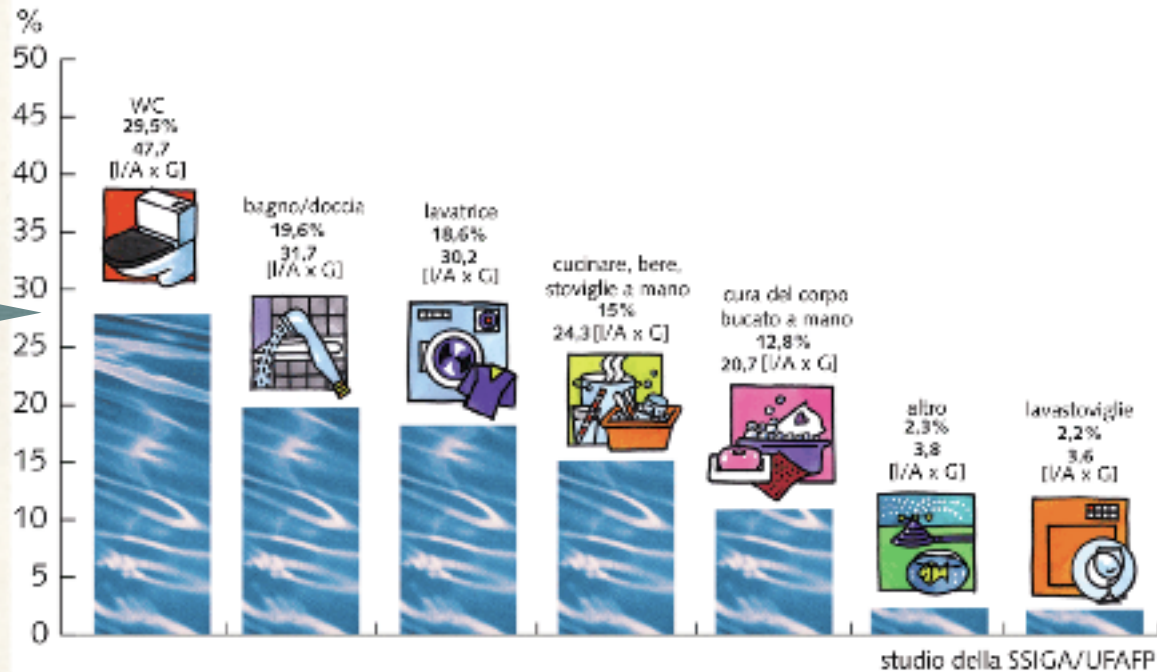 %
50
45
40
35
30
25
20
15
10
5
0
WC
29,5%
47,7
[l/A x G]
bagno/doccia
19,6%
31,7
[l/A x G]
lavatrice
18,6%
30,2
[l/A x G]
cucinare, bere,
stoviglie a mano
15%
24,3 [l/A x G]
cura del corpo
bucato a mano
12,8%
20,7 [l/A x G]
altro
2,3%
3,8
[l/A x G]
lavastoviglie
2,2%
3,6
[l/A x G]
studio della SSIGA/UFAFP